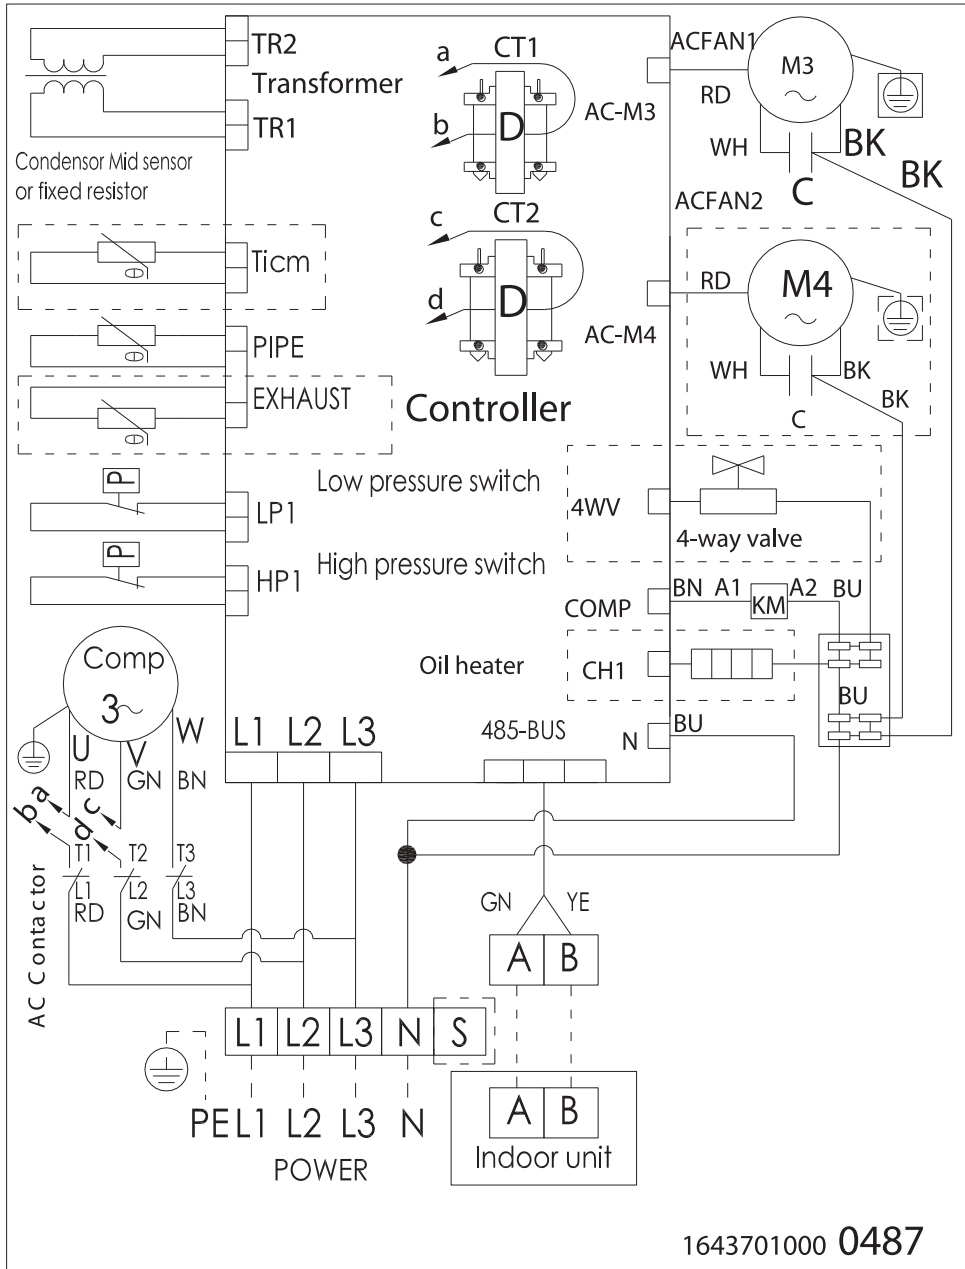 TR2
Transformer
TR1
Condensor Mid sensor
or fixed resistor
Ticm
PIPE
EXHAUST
Controller
P
Low pressure switch
LP1
P
High pressure switch
HP1
a
CT1
b
D
c
CT2
d
D
ACFAN1
M3
AC-M3
RD
WH
BK
BK
C
ACFAN2
RD
M4
AC-M4
WH
BK
BK
C
4WV
4-way valve
COMP
BN A1 KM A2 BU
Oil heater
CH1
BU
N
BU
485-BUS
Comp
3
U
V
W
RD
GN
BN
L1 L2 L3
b a
c
d
T1 T2 T3
L1 L2 L3
RD GN BN
AC Contactor
GN YE
A B
L1 L2 L3 N S
PE L1 L2 L3 N
POWER
A B
Indoor unit
1643701000 0487